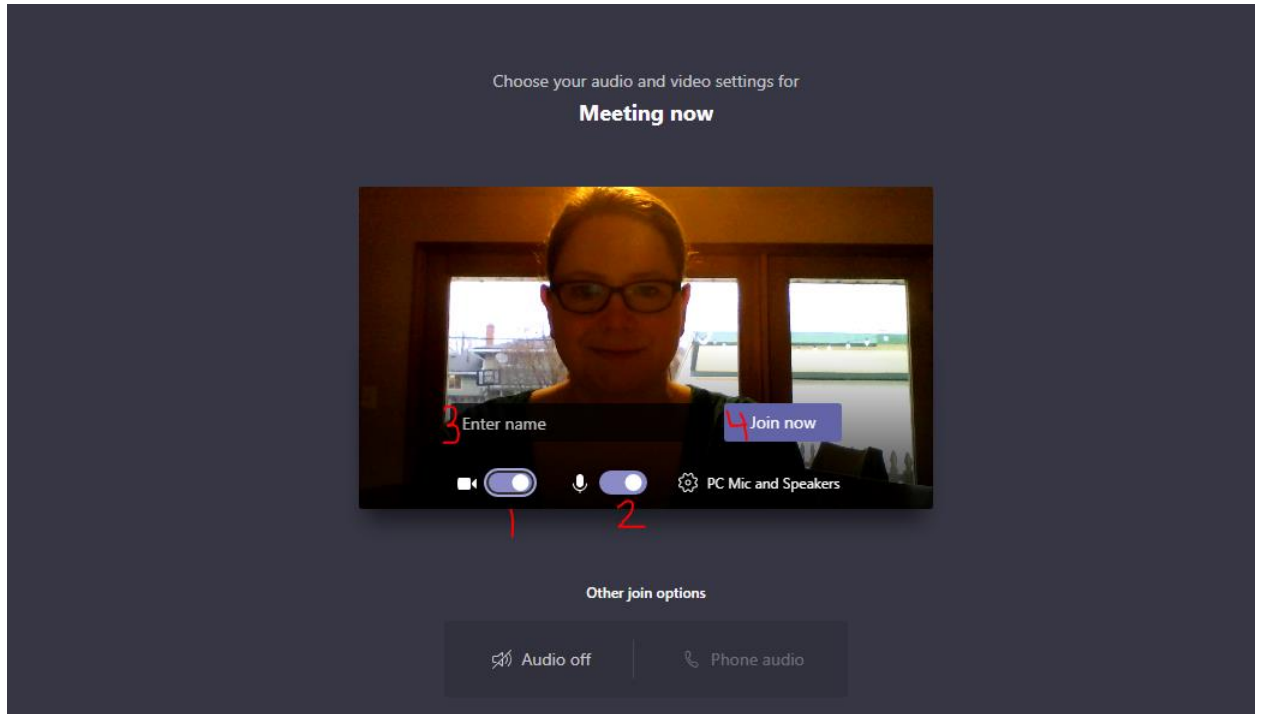 Choose your audio and video settings for
Meeting now
3 Enter name 4 Join now
PC Mic and Speakers
1 2
Other join options
Audio off Phone audio